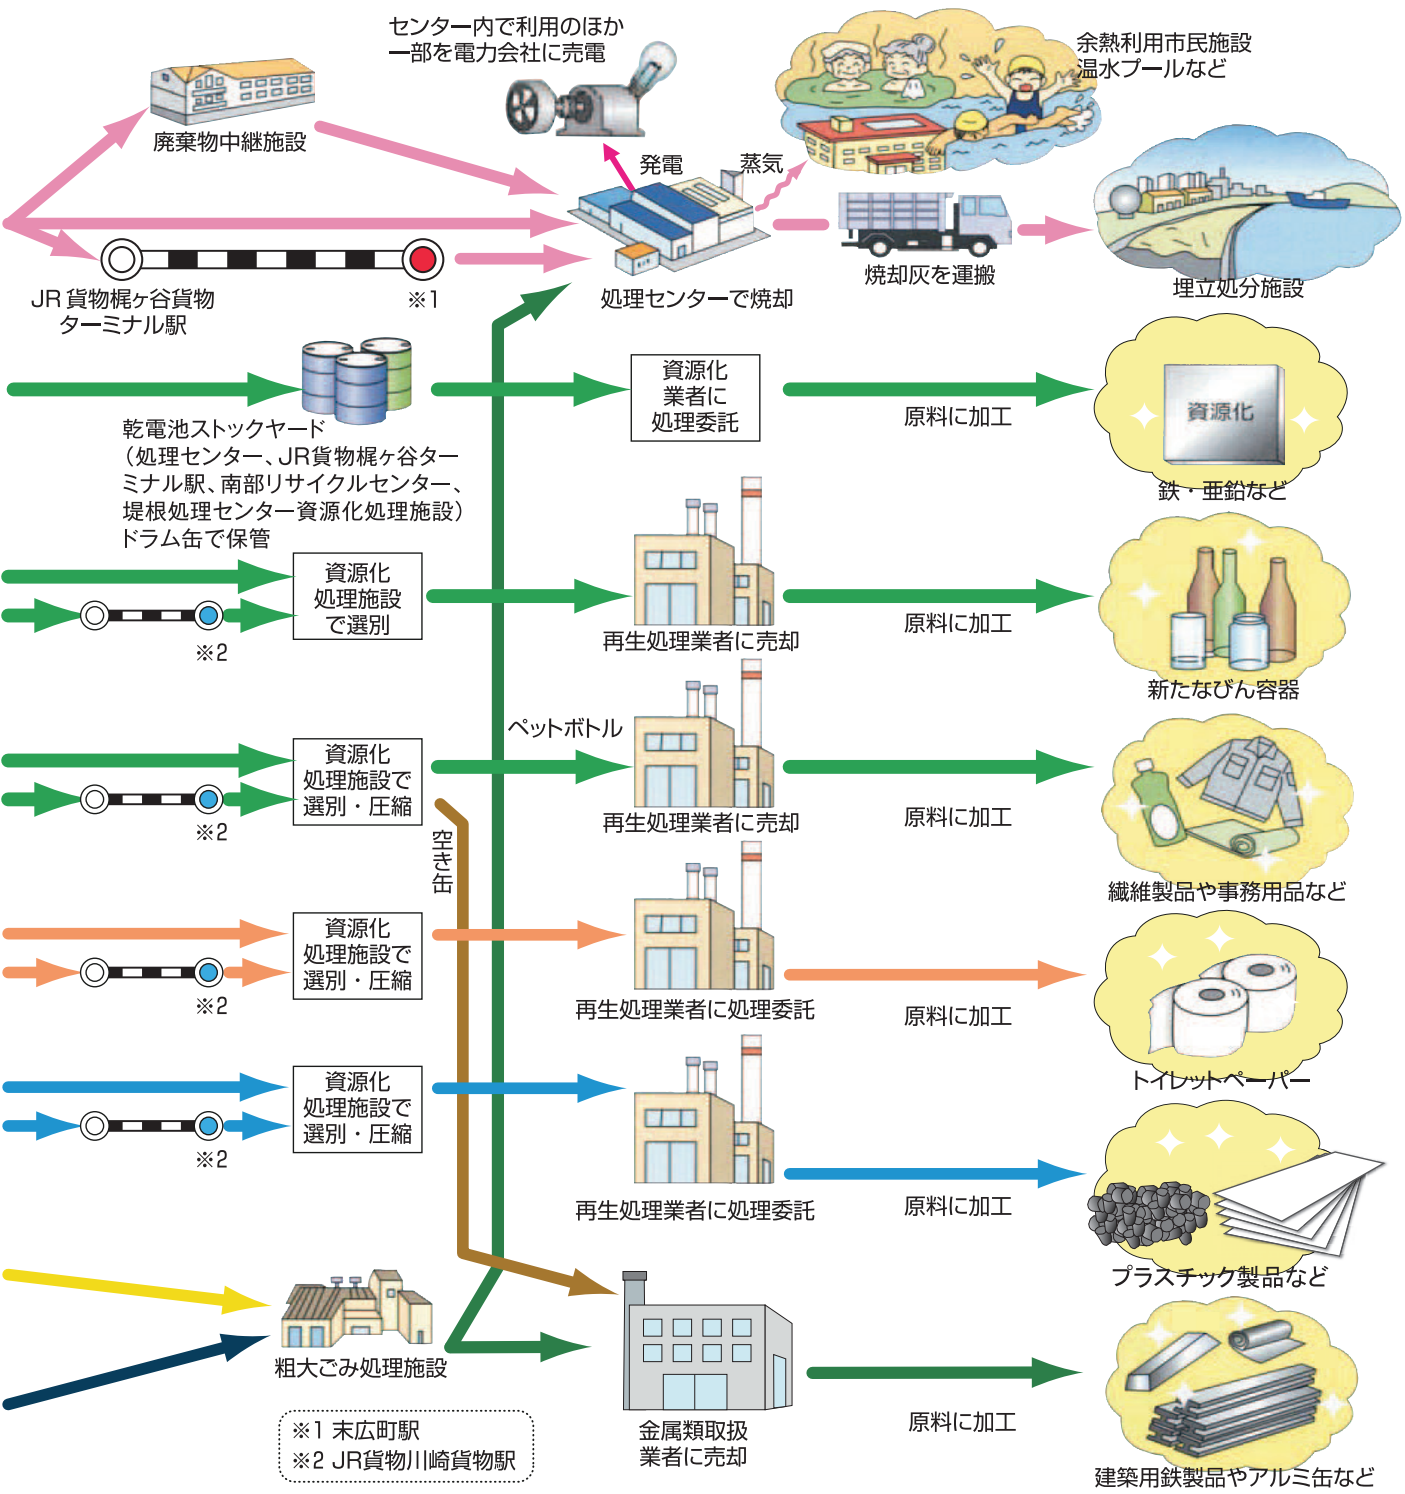 センター内で利用のほか
一部を電力会社に売電
余熱利用市民施設
温水プールなど
廃棄物中継施設
発電
蒸気
JR貨物梶ヶ谷貨物
ターミナル駅
※1
処理センターで焼却
焼却灰を運搬
埋立処分施設
乾電池ストックヤード
（処理センター、JR貨物梶ヶ谷ター
ミナル駅、南部リサイクルセンター、
堤根処理センター資源化処理施設）
ドラム缶で保管
資源化
業者に
処理委託
原料に加工
資源化
鉄・亜鉛など
資源化
処理施設
で選別
※2
再生処理業者に売却
原料に加工
新たなびん容器
資源化
処理施設で
選別・圧縮
※2
ペットボトル
空き缶
再生処理業者に売却
原料に加工
繊維製品や事務用品など
資源化
処理施設で
選別・圧縮
※2
再生処理業者に処理委託
原料に加工
トイレットペーパー
資源化
処理施設で
選別・圧縮
※2
再生処理業者に処理委託
原料に加工
プラスチック製品など
粗大ごみ処理施設
金属類取扱
業者に売却
原料に加工
建築用鉄製品やアルミ缶など
※1 末広町駅
※2 JR貨物川崎貨物駅